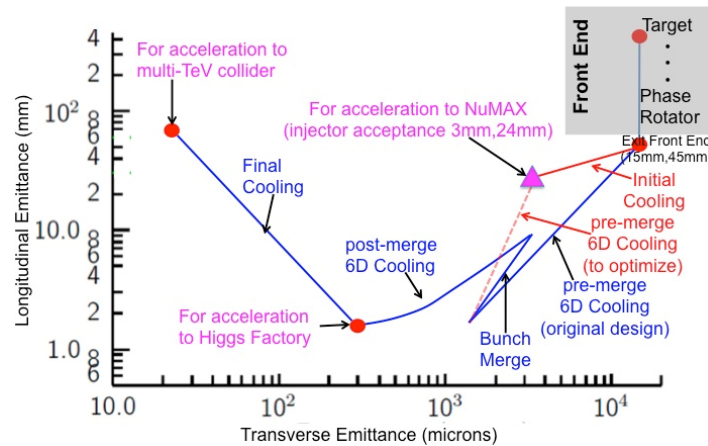 Longitudinal Emittance (mm)
4
2
10²
8
6
4
2
10.0
8
6
4
2
1.0
8
6
10.0
10²
10³
10⁴
Transverse Emittance (microns)
For acceleration to
multi-TeV collider
Final
Cooling
For acceleration
to Higgs Factory
post-merge
6D Cooling
For acceleration to NuMAX
(injector acceptance 3mm,24mm)
Bunch
Merge
pre-merge
6D Cooling
(original design)
Initial
Cooling
pre-merge
6D Cooling
(to optimize)
Exit Front End
(15mm,45mm)
Front End
Target
Phase
Rotator